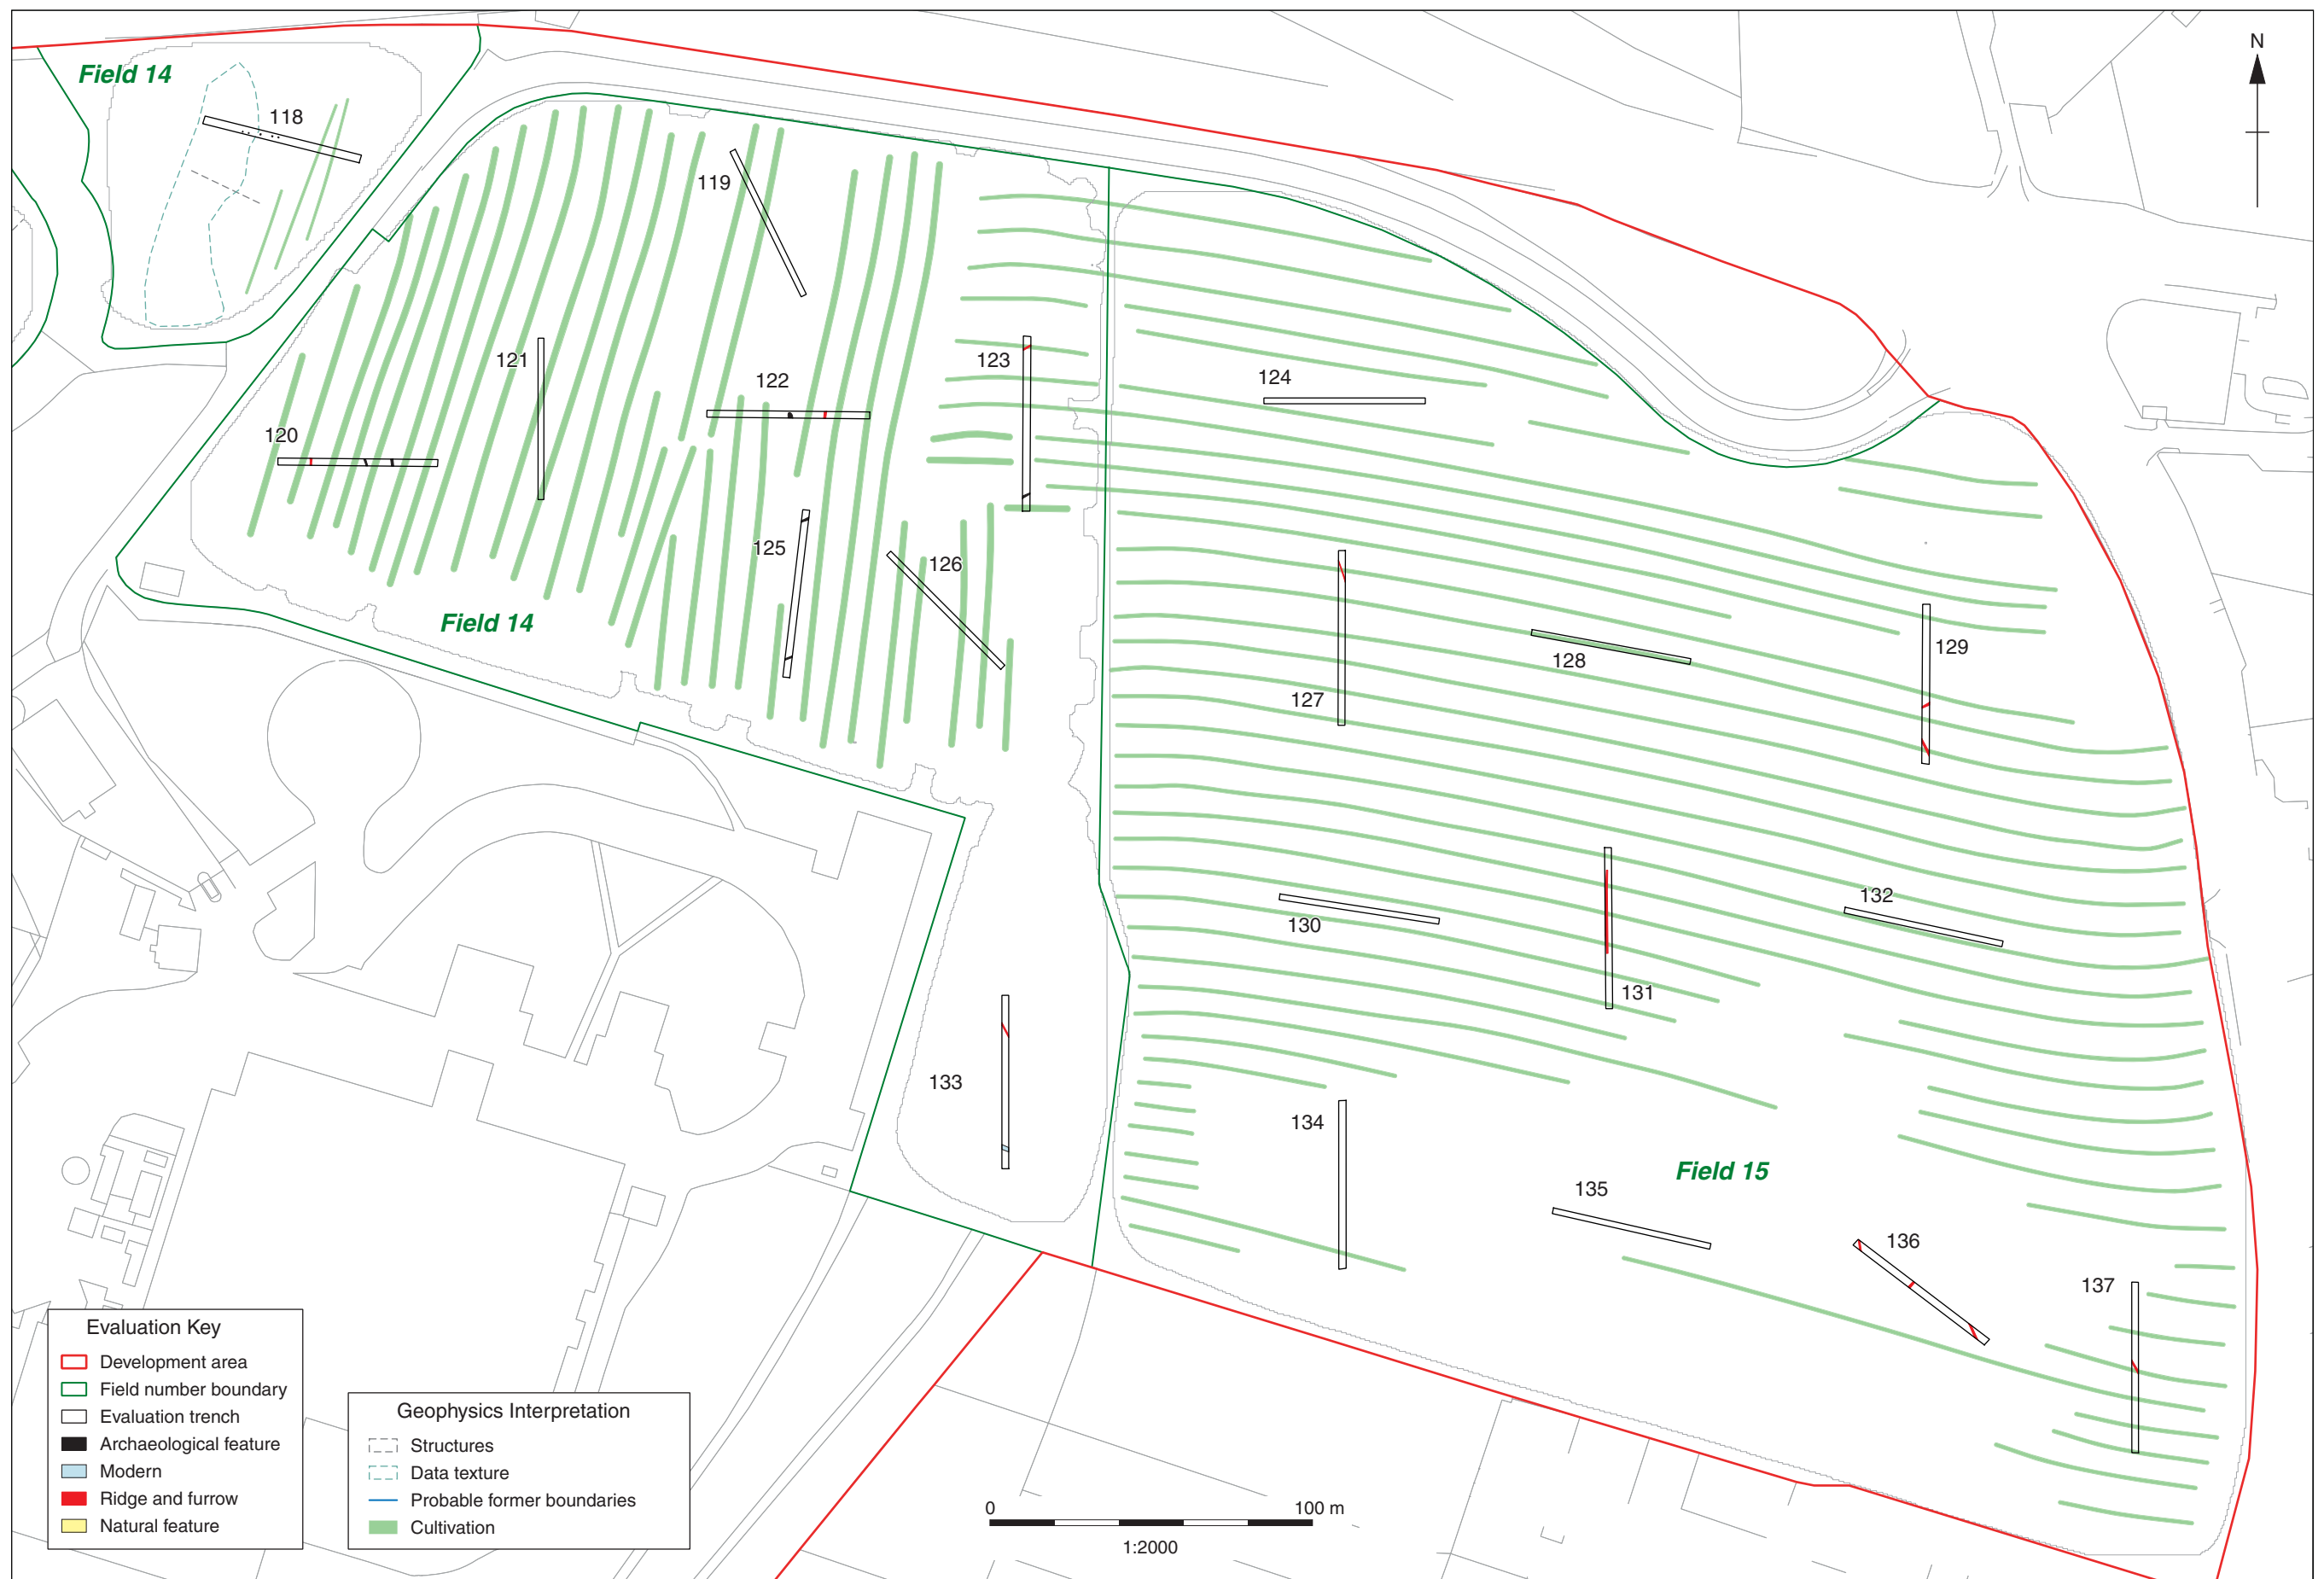 N
Field 14
118
119
121
122
123
124
120
125
126
129
128
127
Field 14
132
130
131
133
134
Field 15
135
136
137
Evaluation Key
Development area
Field number boundary
Evaluation trench
Archaeological feature
Modern
Ridge and furrow
Natural feature
Geophysics Interpretation
Structures
Data texture
Probable former boundaries
Cultivation
0 100 m
1:2000